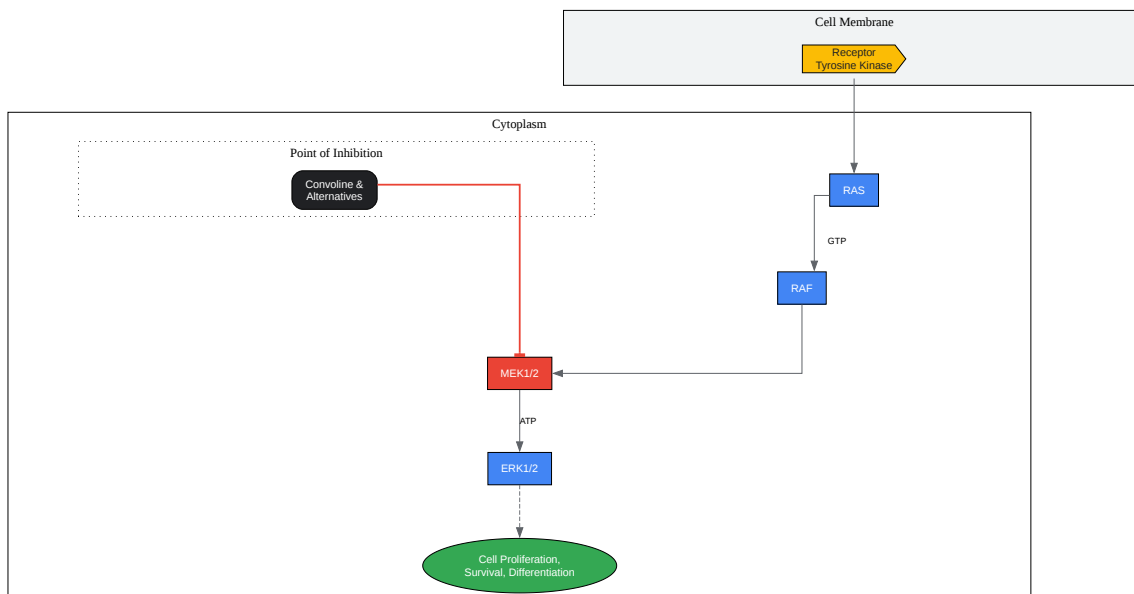 Cell Membrane
Receptor
Tyrosine Kinase
Cytoplasm
Point of Inhibition
Convoline &
Alternatives
RAS
GTP
RAF
MEK1/2
ATP
ERK1/2
Cell Proliferation,
Survival, Differentiation